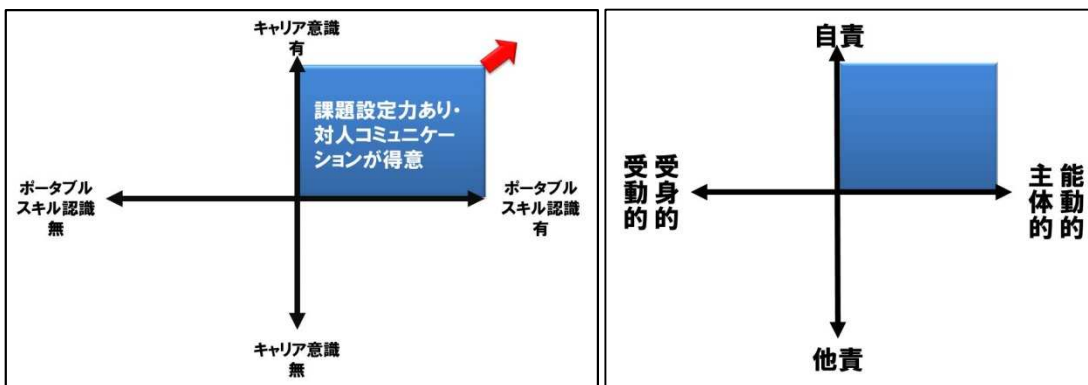 キャリア意識
有
課題設定力あり・
対人コミュニケー
ションが得意
ポータブル
スキル認識
無
ポータブル
スキル認識
有
キャリア意識
無
自責
受身的
受動的
能動的
主体的
他責